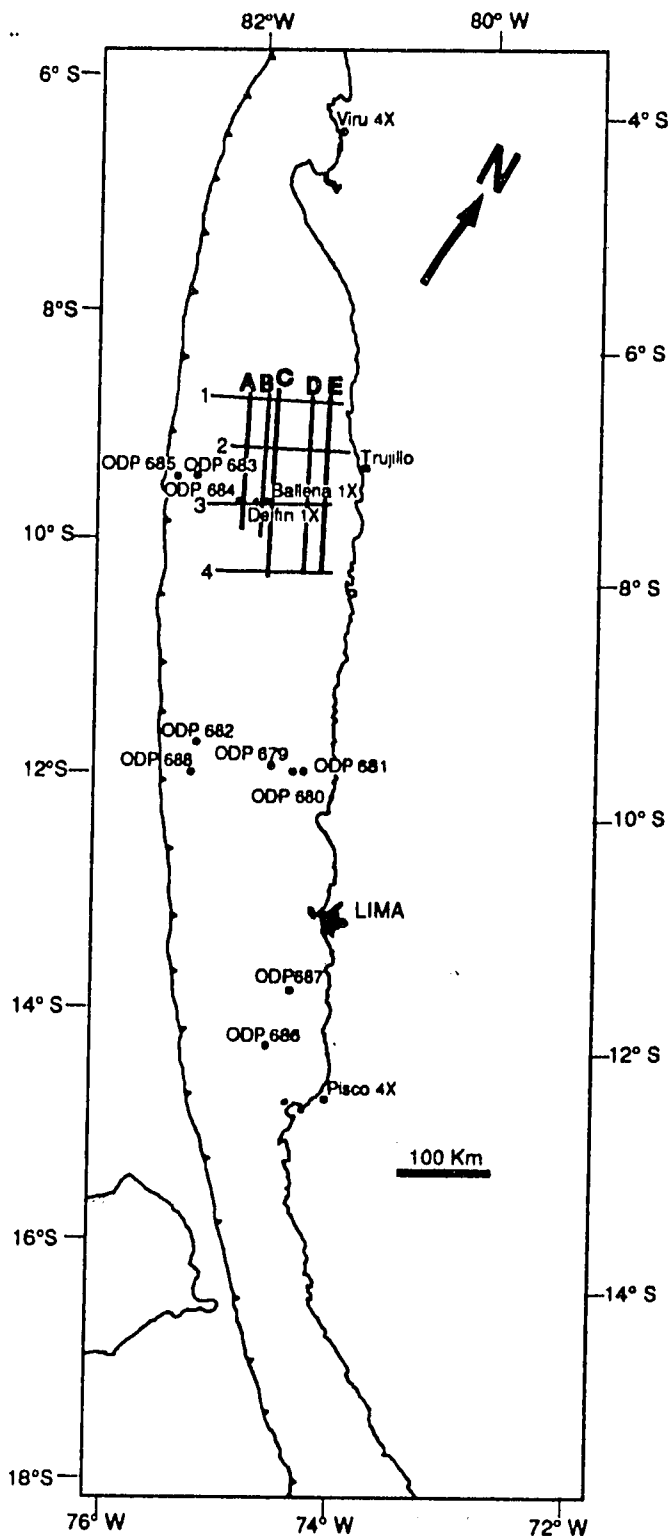 82°W
80° W
6° S
4° S
Viru 4X
N
8° S
6° S
A B C D E
1
2
Trujillo
ODP 685
ODP 683
ODP 684
Ballena 1X
3
Delfin 1X
10° S
4
8° S
ODP 682
ODP 679
ODP 688
ODP 681
12° S
ODP 680
10° S
LIMA
ODP687
14° S
ODP 686
12° S
Pisco 4X
100 Km
16° S
14° S
18° S
76° W
74° W
72° W